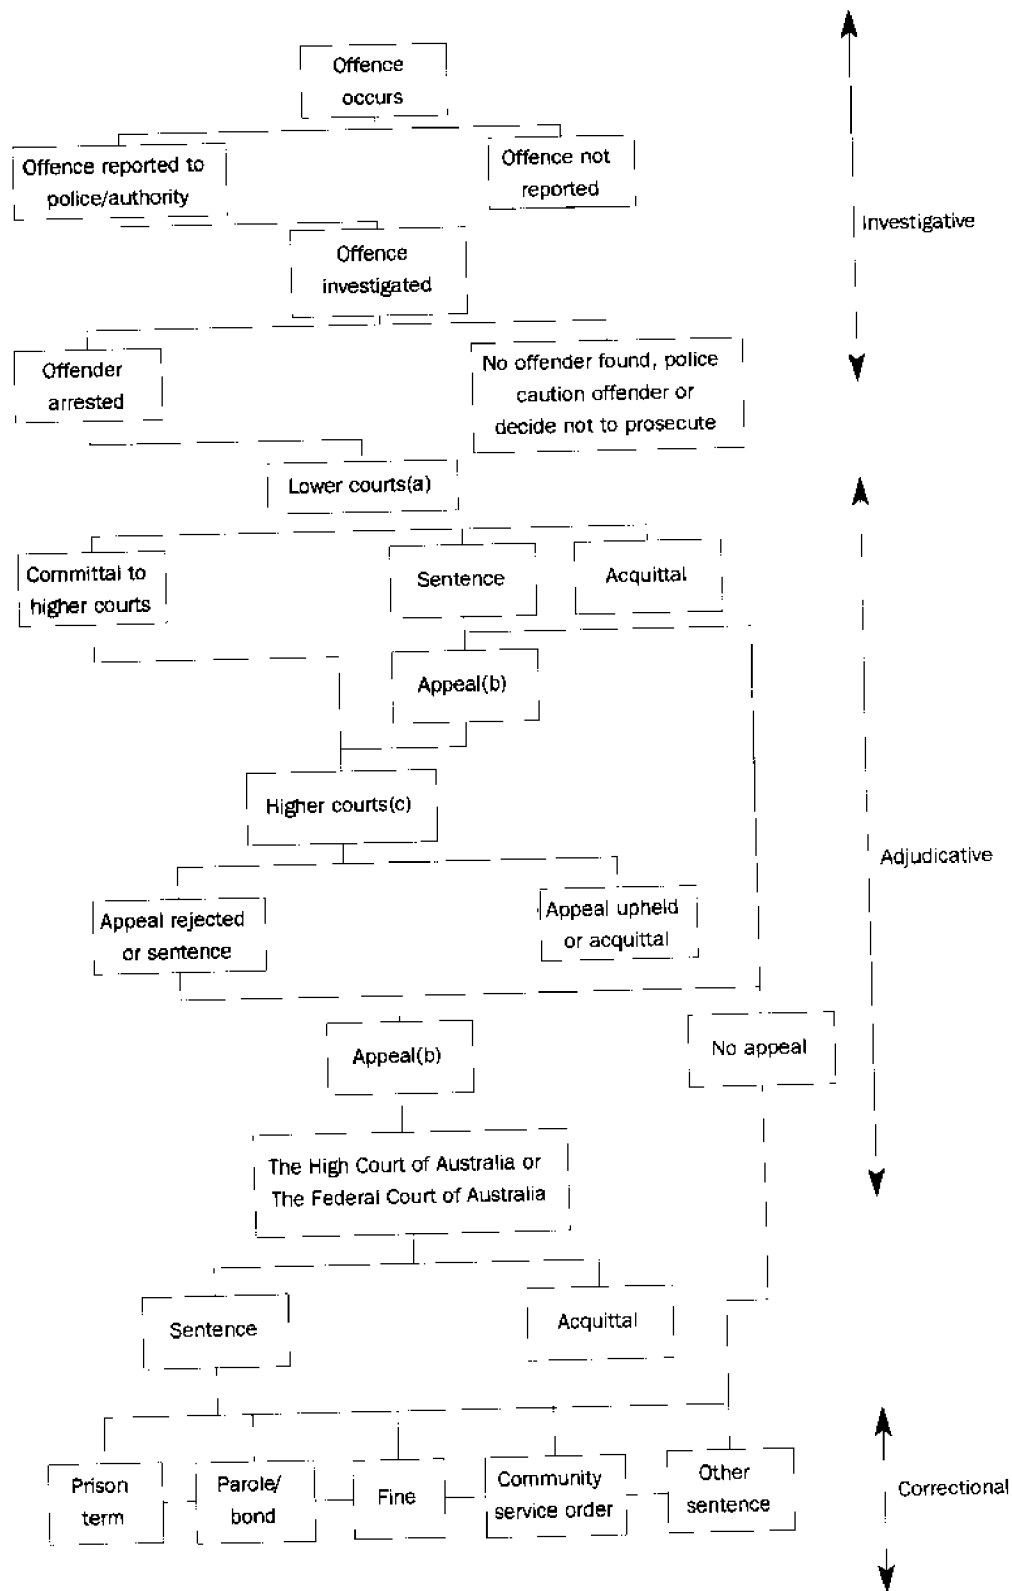 Offence
occurs
Offence reported to
police/authority
Offence not
reported
Investigative
Offence
investigated
Offender
arrested
No offender found, police
caution offender or
decide not to prosecute
Lower courts(a)
Committal to
higher courts
Sentence
Acquittal
Appeal(b)
Higher courts(c)
Adjudicative
Appeal rejected
or sentence
Appeal upheld
or acquittal
Appeal(b)
No appeal
The High Court of Australia or
The Federal Court of Australia
Sentence
Acquittal
Prison
term
Parole/
bond
Fine
Community
service order
Other
sentence
Correctional